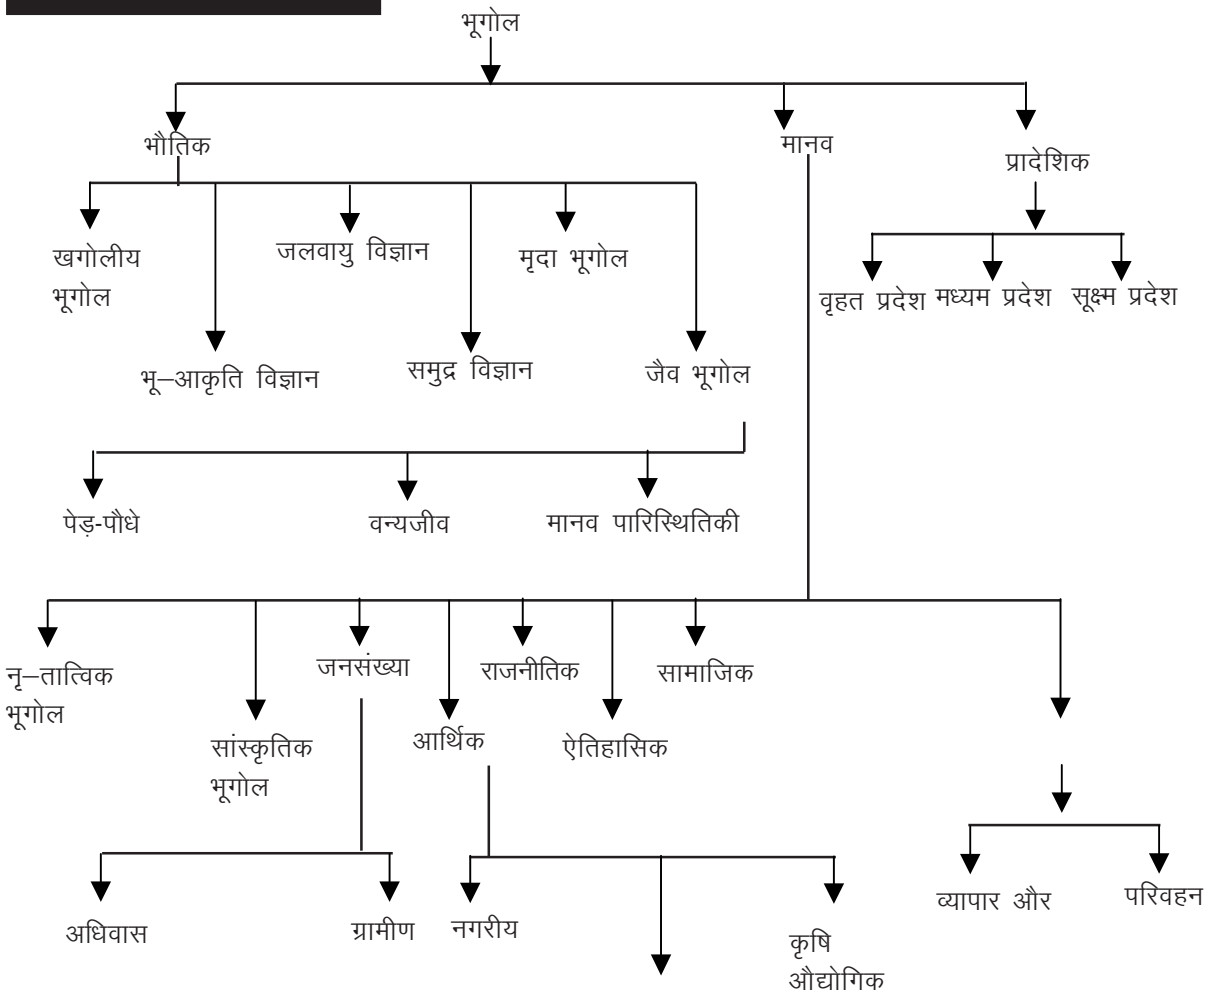 भूगोल
भौतिक
मानव
प्रादेशिक
खगोलीय
भूगोल
जलवायु विज्ञान
मृदा भूगोल
वृहत प्रदेश
मध्यम प्रदेश
सूक्ष्म प्रदेश
भू–आकृति विज्ञान
समुद्र विज्ञान
जैव भूगोल
पेड़-पौधे
वन्यजीव
मानव पारिस्थितिकी
नृ–तात्विक
भूगोल
जनसंख्या
राजनीतिक
सामाजिक
सांस्कृतिक
भूगोल
आर्थिक
ऐतिहासिक
अधिवास
ग्रामीण
नगरीय
कृषि
औद्योगिक
व्यापार और
परिवहन